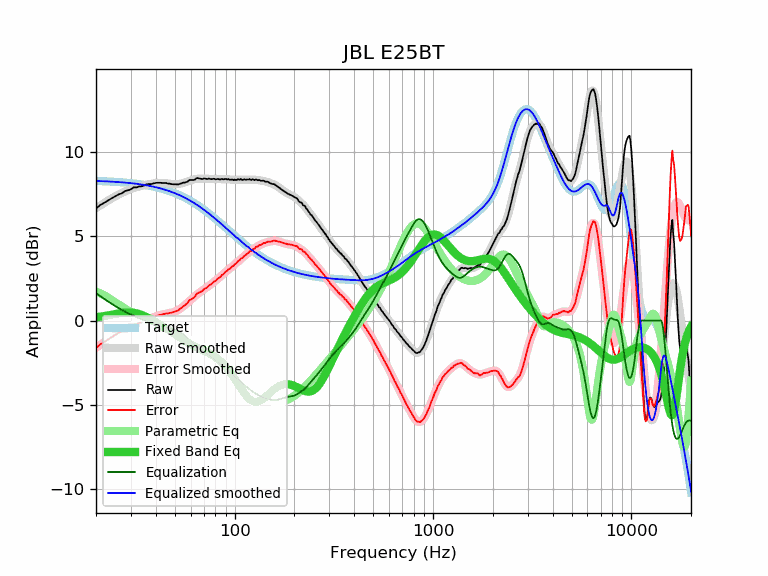 JBL E25BT
Amplitude (dBr)
10
5
0
−5
−10
Target
Raw Smoothed
Error Smoothed
Raw
Error
Parametric Eq
Fixed Band Eq
Equalization
Equalized smoothed
100
1000
10000
Frequency (Hz)